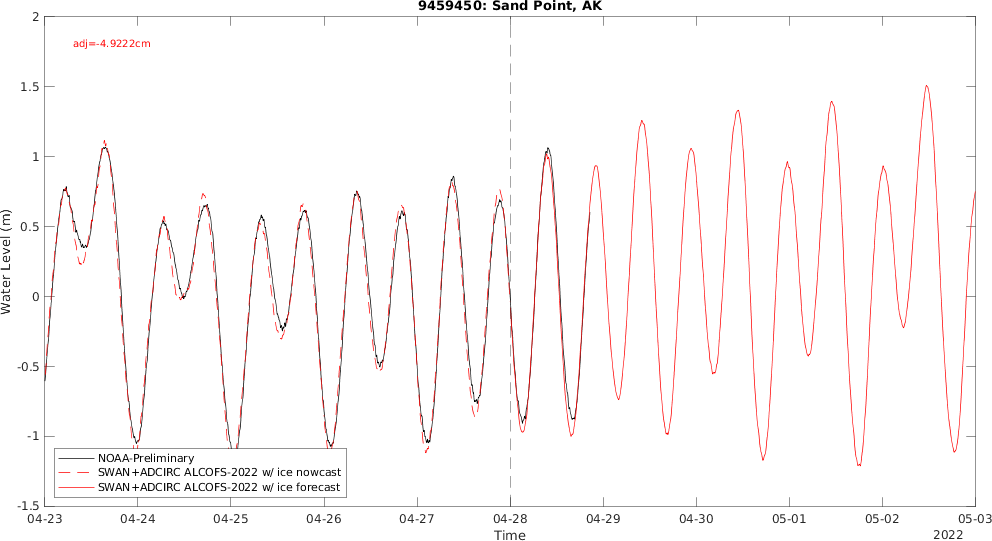 9459450: Sand Point, AK
adj=-4.9222cm
Water Level (m)
2
1.5
1
0.5
0
-0.5
-1
-1.5
NOAA-Preliminary
SWAN+ADCIRC ALCOFS-2022 w/ ice nowcast
SWAN+ADCIRC ALCOFS-2022 w/ ice forecast
04-23 04-24 04-25 04-26 04-27 04-28 04-29 04-30 05-01 05-02 05-03
Time
2022